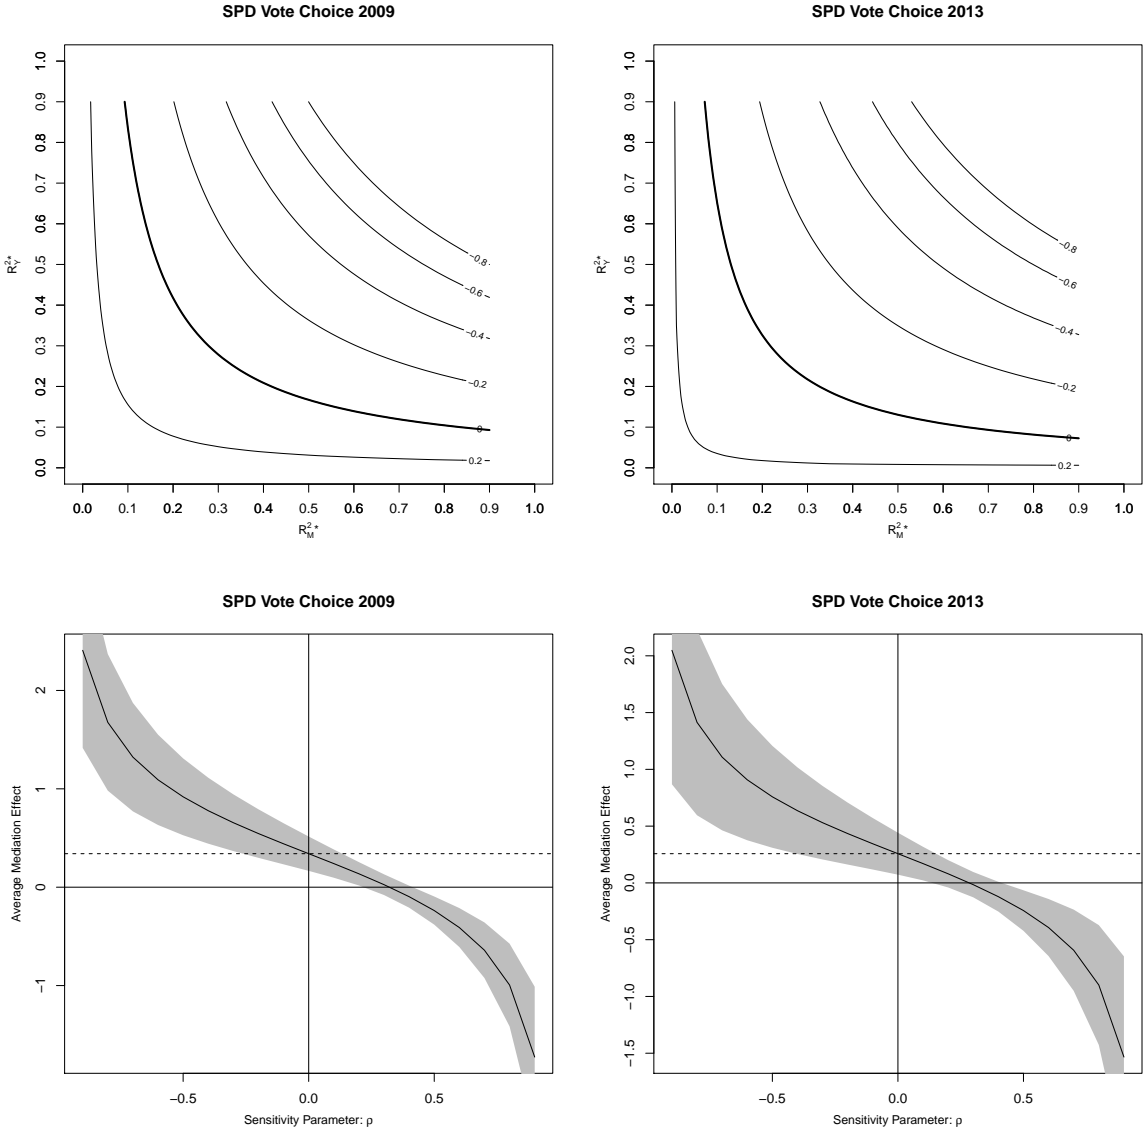 SPD Vote Choice 2009
1.0
0.9
0.8
0.7
0.6
0.5
0.4
0.3
0.2
0.1
0.0
R_Y^2*
−0.8
−0.6
−0.4
−0.2
0
0.2
0.0 0.1 0.2 0.3 0.4 0.5 0.6 0.7 0.8 0.9 1.0
R_M^2*
SPD Vote Choice 2013
1.0
0.9
0.8
0.7
0.6
0.5
0.4
0.3
0.2
0.1
0.0
R_Y^2*
−0.8
−0.6
−0.4
−0.2
0
0.2
0.0 0.1 0.2 0.3 0.4 0.5 0.6 0.7 0.8 0.9 1.0
R_M^2*
SPD Vote Choice 2009
2
1
0
−1
Average Mediation Effect
−0.5 0.0 0.5
Sensitivity Parameter: ρ
SPD Vote Choice 2013
2.0
1.5
1.0
0.5
0.0
−0.5
−1.0
−1.5
Average Mediation Effect
−0.5 0.0 0.5
Sensitivity Parameter: ρ